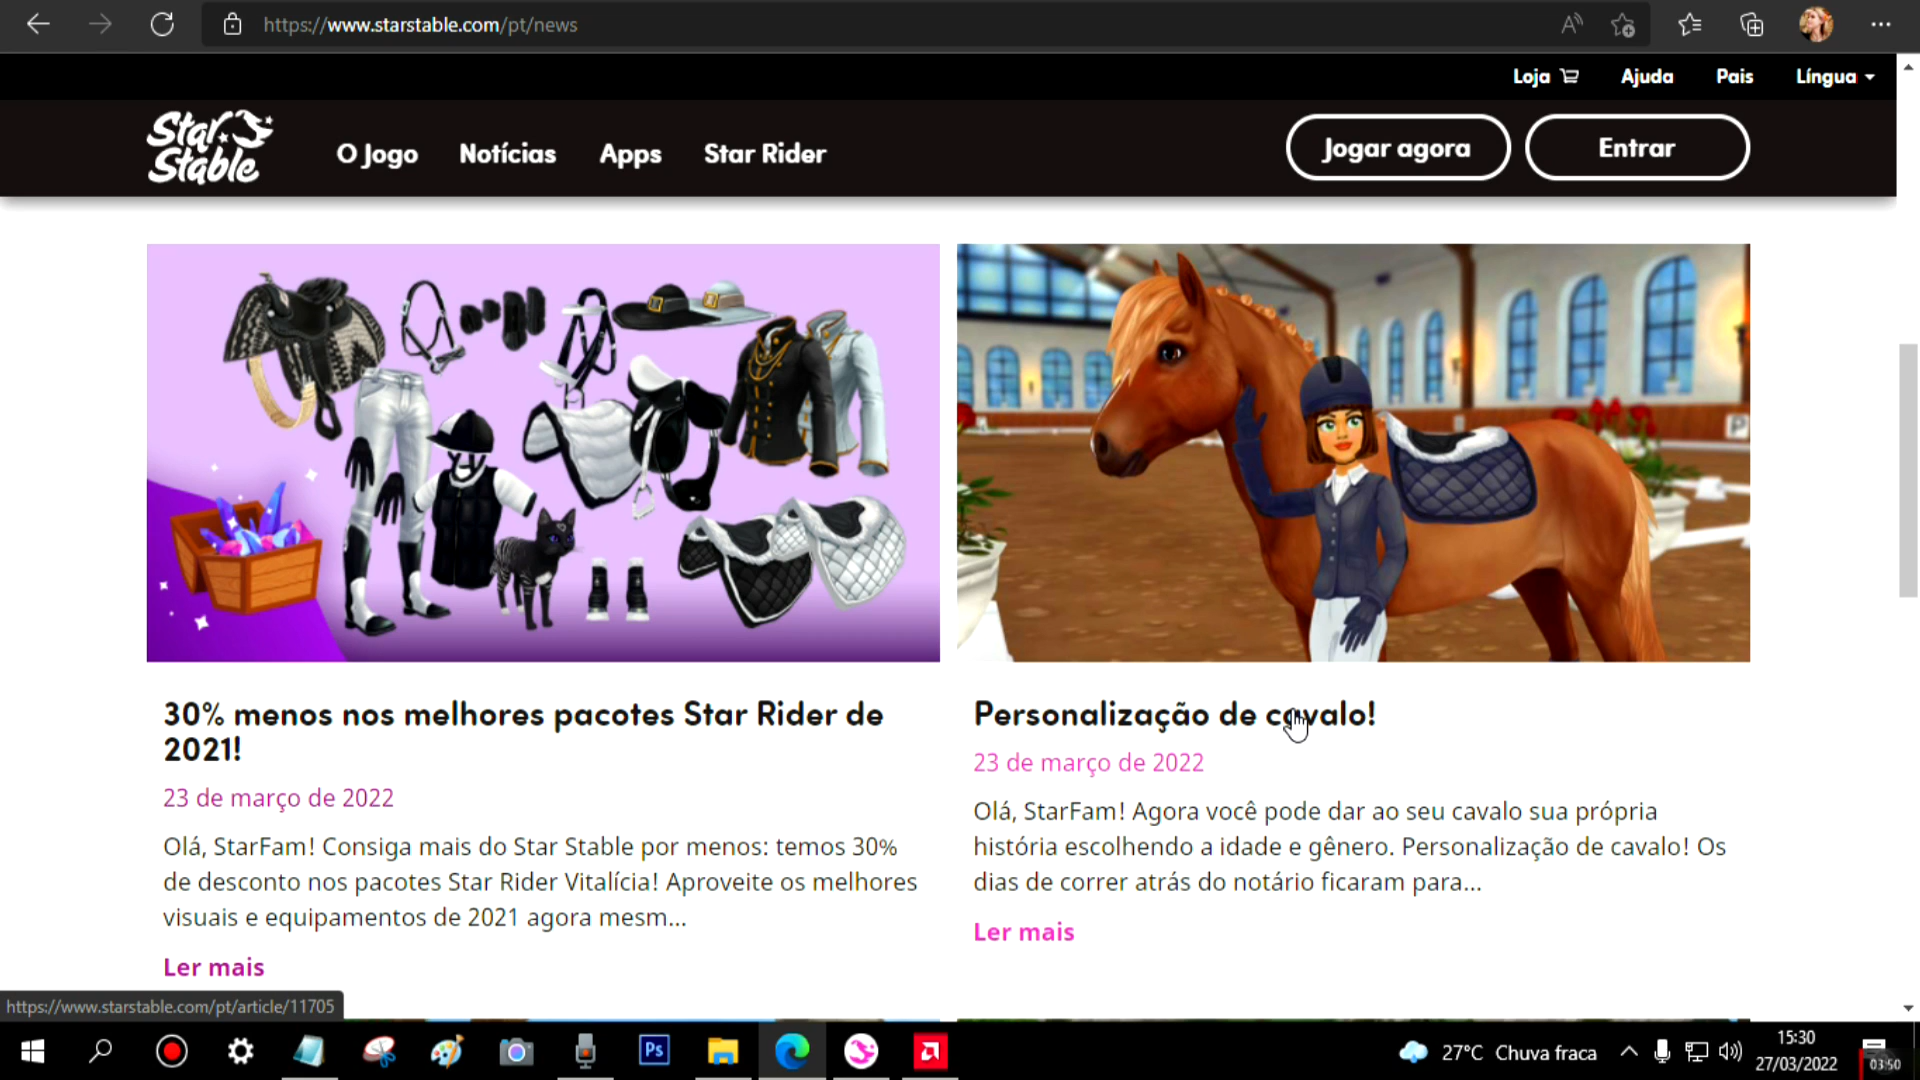 https://www.starstable.com/pt/news
Loja Ajuda Pais Língua
Star Stable
O Jogo Notícias Apps Star Rider
Jogar agora Entrar
P
30% menos nos melhores pacotes Star Rider de
2021!
23 de março de 2022
Olá, StarFam! Consiga mais do Star Stable por menos: temos 30%
de desconto nos pacotes Star Rider Vitalícia! Aproveite os melhores
visuais e equipamentos de 2021 agora mesm...
Ler mais
Personalização de cavalo!
23 de março de 2022
Olá, StarFam! Agora você pode dar ao seu cavalo sua própria
história escolhendo a idade e gênero. Personalização de cavalo! Os
dias de correr atrás do notário ficaram para...
Ler mais
https://www.starstable.com/pt/article/11705
Ps
27°C Chuva fraca
15:30
27/03/2022
03:50